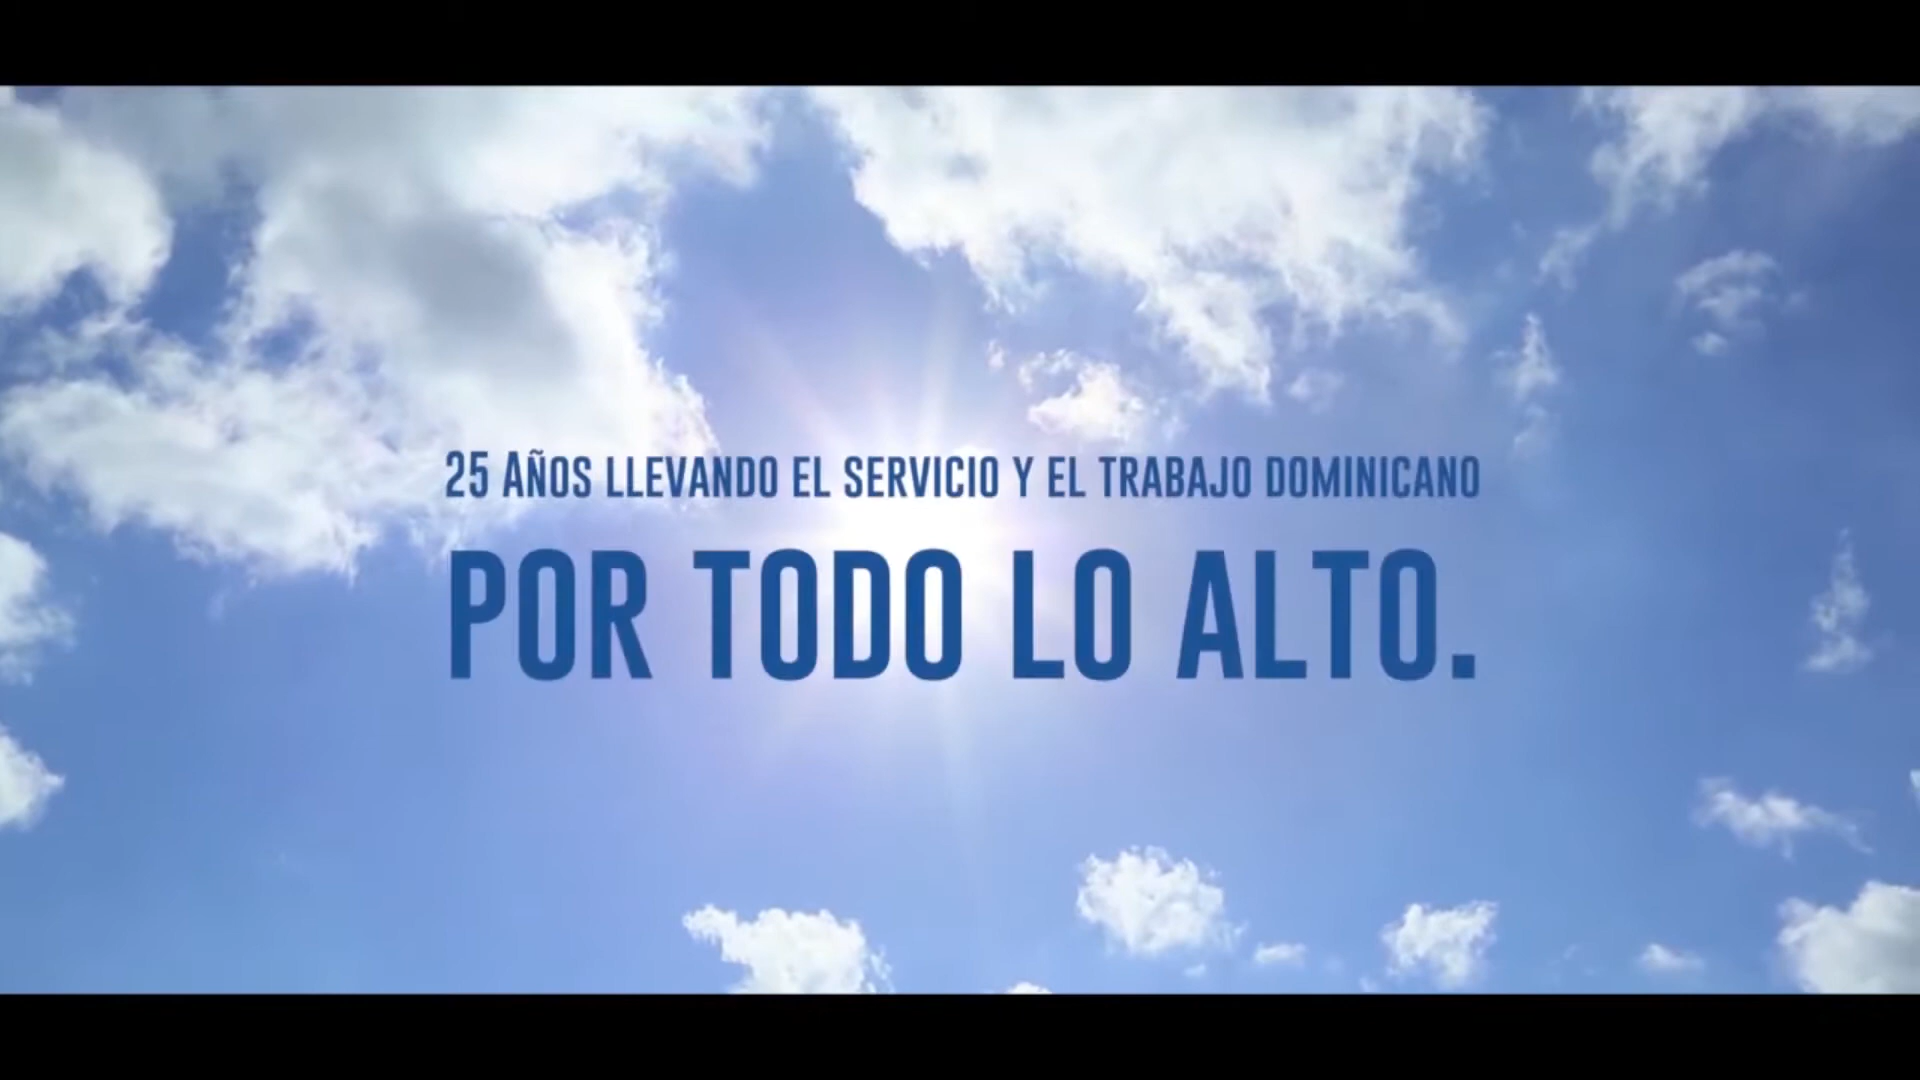 25 AÑOS LLEVANDO EL SERVICIO Y EL TRABAJO DOMINICANO
POR TODO LO ALTO.